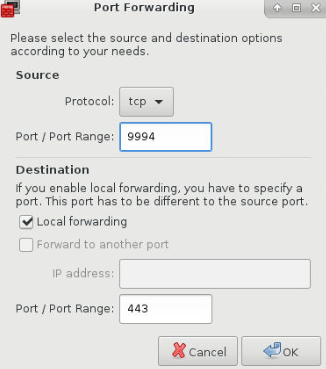 Port Forwarding
Please select the source and destination options
according to your needs.
Source
Protocol: tcp
Port / Port Range: 9994
Destination
If you enable local forwarding, you have to specify a
port. This port has to be different to the source port.
Local forwarding
Forward to another port
IP address:
Port / Port Range: 443
Cancel OK